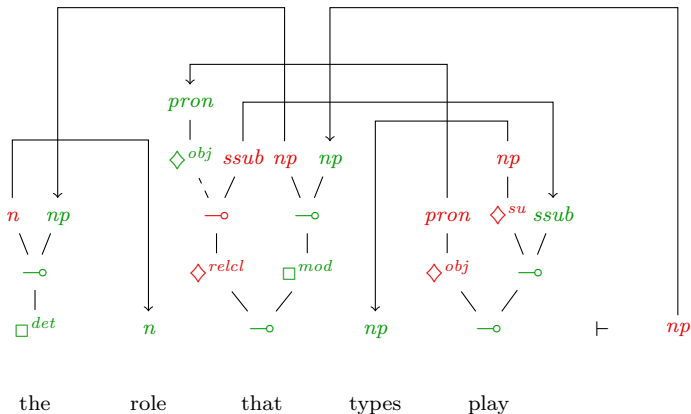 pron
◇obj ssub np np np
n np ⊸ ⊸ pron ◇su ssub
⊸ ◇relcl □mod ◇obj ⊸
□det n ⊸ np ⊸ ⊢ np
the role that types play